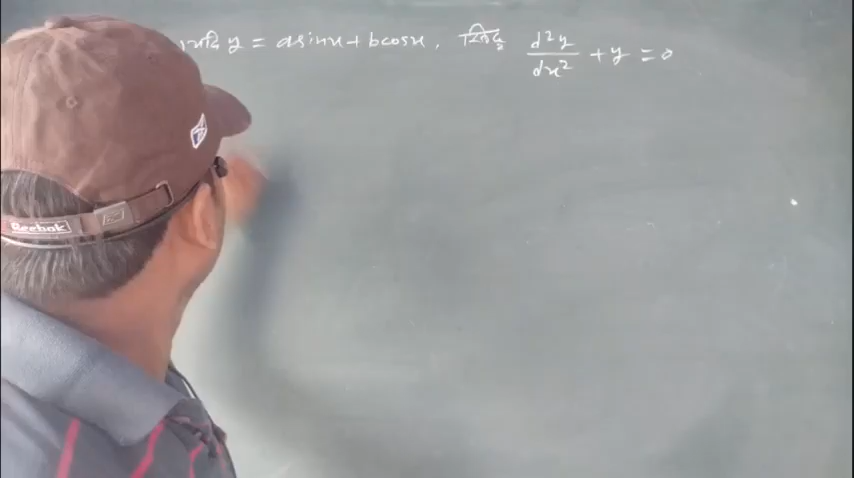 यदि y = asinx + bcosx, सिद्ध d²y/dx² + y = 0
Reebok